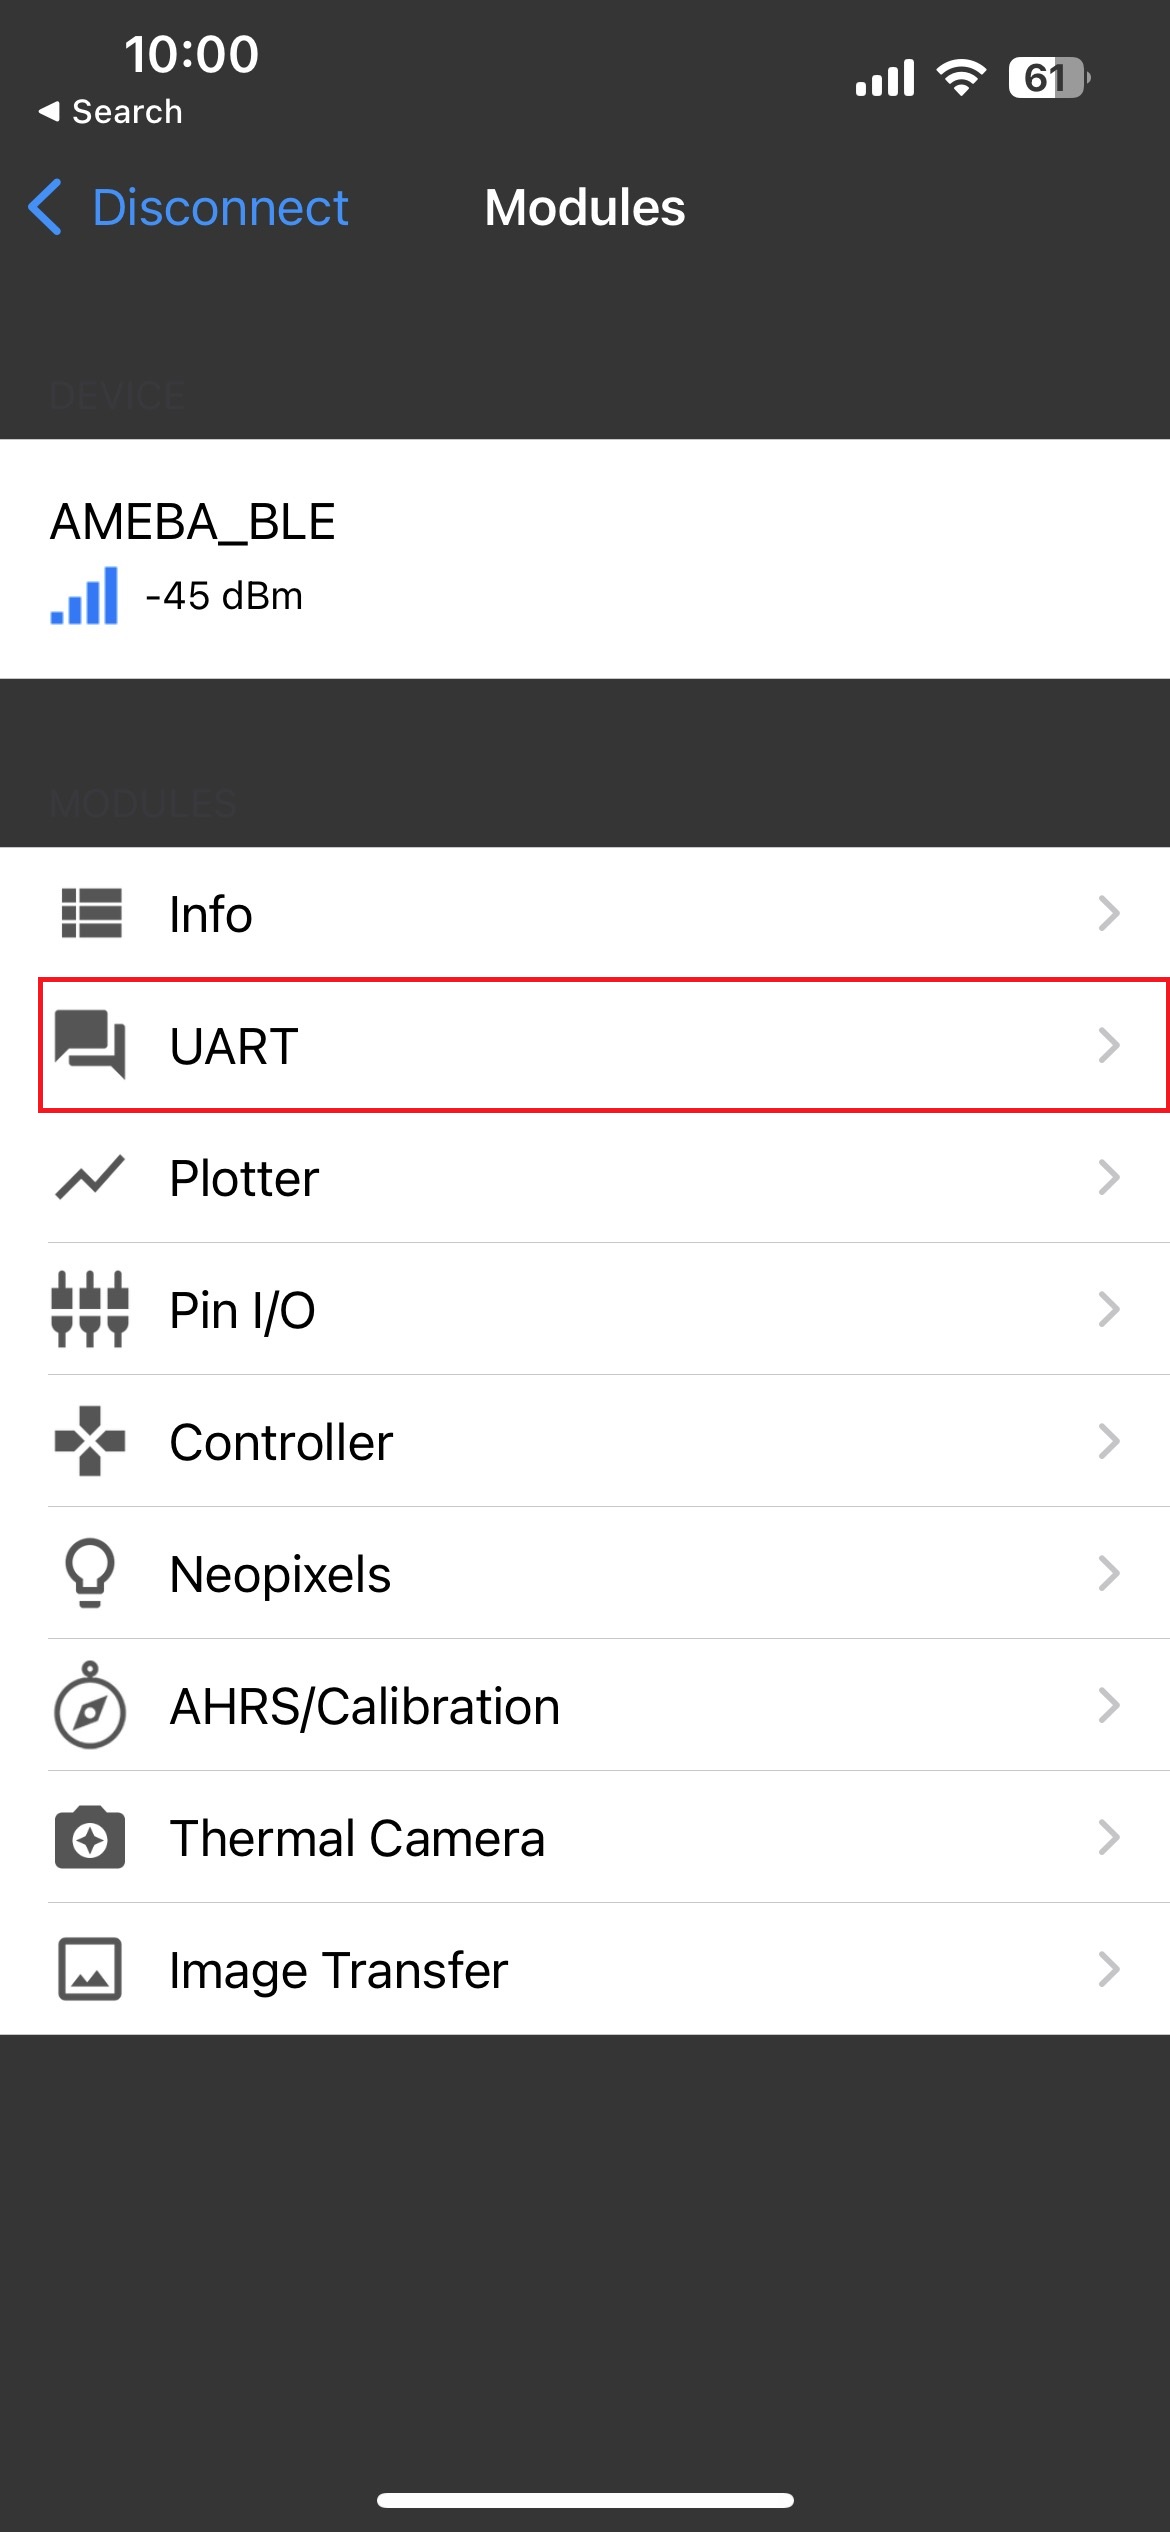 10:00
Search
61
Disconnect
Modules
DEVICE
AMEBA_BLE
-45 dBm
MODULES
Info
UART
Plotter
Pin I/O
Controller
Neopixels
AHRS/Calibration
Thermal Camera
Image Transfer